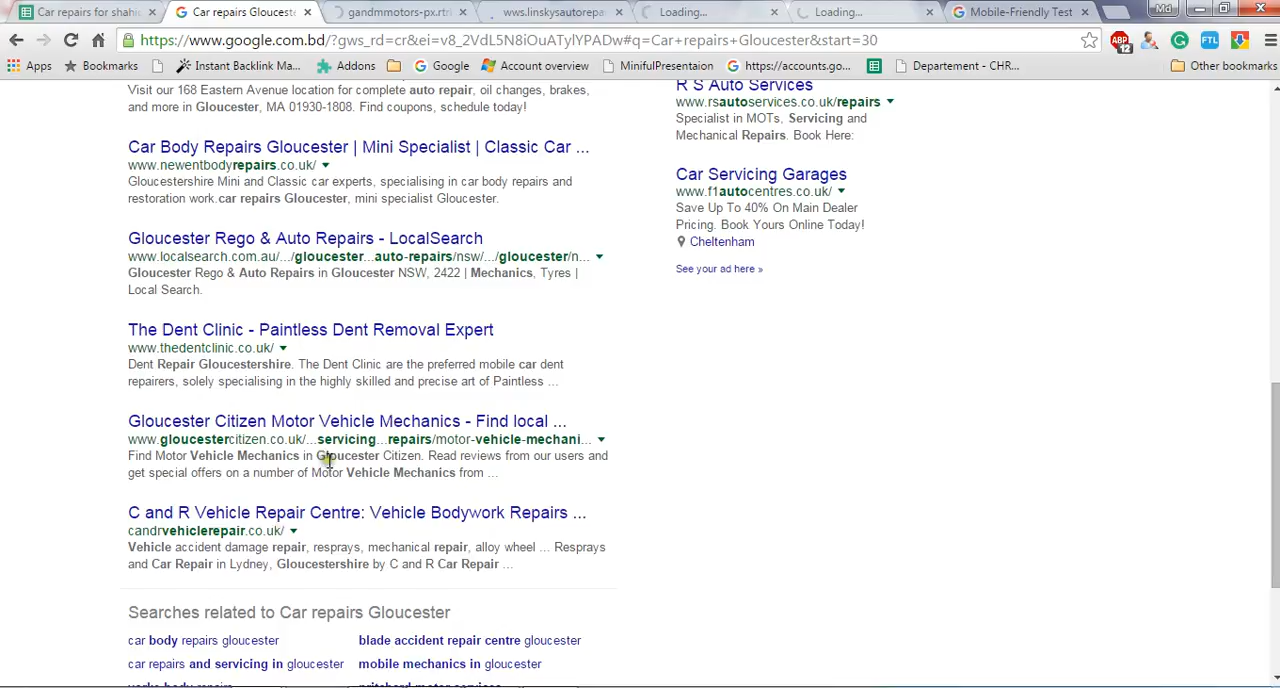 Car repairs for shahi
Car repairs Gloucest
gandmmotors-px.rtr
wws.linskysautorepa
Loading...
Loading...
Mobile-Friendly Test
Md
https://www.google.com.bd/?gws_rd=cr&ei=v8_2VdL5N8iOuATylYPADw#q=Car+repairs+Gloucester&start=30
ABP
12
FTL
Apps
Bookmarks
Instant Backlink Ma...
Addons
Google
Account overview
MinifulPresentaion
https://accounts.go...
Departement - CHR...
Other bookmarks
Visit our 168 Eastern Avenue location for complete auto repair, oil changes, brakes,
and more in Gloucester, MA 01930-1808. Find coupons, schedule today!
Car Body Repairs Gloucester | Mini Specialist | Classic Car ...
www.newentbodyrepairs.co.uk/
Gloucestershire Mini and Classic car experts, specialising in car body repairs and
restoration work.car repairs Gloucester, mini specialist Gloucester.
Gloucester Rego & Auto Repairs - LocalSearch
www.localsearch.com.au/.../gloucester...auto-repairs/nsw/.../gloucester/n...
Gloucester Rego & Auto Repairs in Gloucester NSW, 2422 | Mechanics, Tyres |
Local Search.
The Dent Clinic - Paintless Dent Removal Expert
www.thedentclinic.co.uk/
Dent Repair Gloucestershire. The Dent Clinic are the preferred mobile car dent
repairers, solely specialising in the highly skilled and precise art of Paintless ...
Gloucester Citizen Motor Vehicle Mechanics - Find local ...
www.gloucestercitizen.co.uk/...servicing...repairs/motor-vehicle-mechani...
Find Motor Vehicle Mechanics in Gloucester Citizen. Read reviews from our users and
get special offers on a number of Motor Vehicle Mechanics from ...
C and R Vehicle Repair Centre: Vehicle Bodywork Repairs ...
candrvehiclerepair.co.uk/
Vehicle accident damage repair, resprays, mechanical repair, alloy wheel ... Resprays
and Car Repair in Lydney, Gloucestershire by C and R Car Repair ...
Searches related to Car repairs Gloucester
car body repairs gloucester
blade accident repair centre gloucester
car repairs and servicing in gloucester
mobile mechanics in gloucester
R S Auto Services
www.rsautoservices.co.uk/repairs
Specialist in MOTs, Servicing and
Mechanical Repairs. Book Here:
Car Servicing Garages
www.f1autocentres.co.uk/
Save Up To 40% On Main Dealer
Pricing. Book Yours Online Today!
Cheltenham
See your ad here »